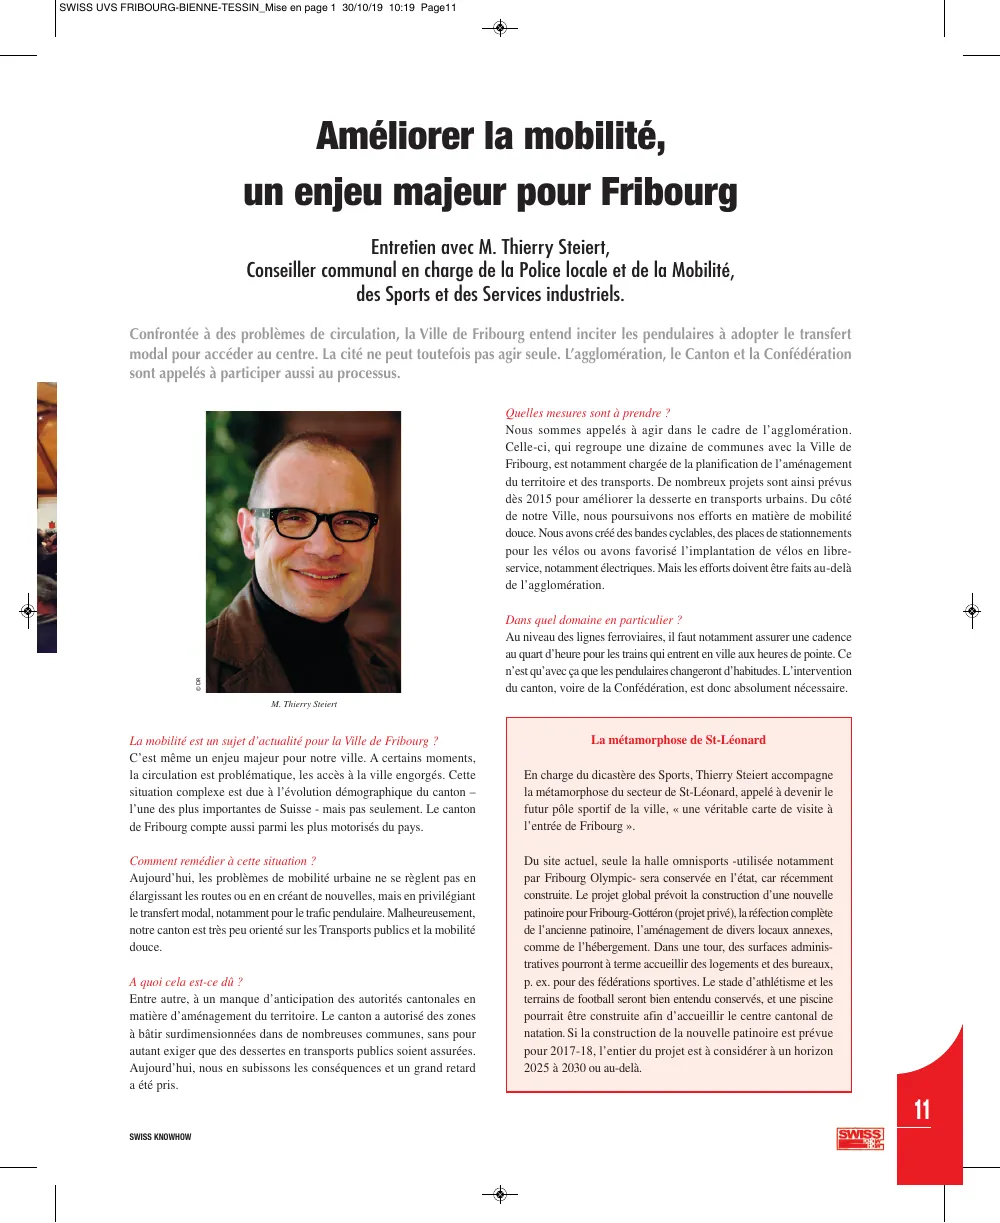 SWISS UVS FRIBOURG-BIENNE-TESSIN_Mise en page 1 30/10/19 10:19 Page11
Améliorer la mobilité,
un enjeu majeur pour Fribourg
Entretien avec M. Thierry Steiert,
Conseiller communal en charge de la Police locale et de la Mobilité,
des Sports et des Services industriels.
Confrontée à des problèmes de circulation, la Ville de Fribourg entend inciter les pendulaires à adopter le transfert
modal pour accéder au centre. La cité ne peut toutefois pas agir seule. L'agglomération, le Canton et la Confédération
sont appelés à participer aussi au processus.
© DR
M. Thierry Steiert
La mobilité est un sujet d'actualité pour la Ville de Fribourg ?
C'est même un enjeu majeur pour notre ville. A certains moments,
la circulation est problématique, les accès à la ville engorgés. Cette
situation complexe est due à l'évolution démographique du canton –
l'une des plus importantes de Suisse - mais pas seulement. Le canton
de Fribourg compte aussi parmi les plus motorisés du pays.
Comment remédier à cette situation ?
Aujourd'hui, les problèmes de mobilité urbaine ne se règlent pas en
élargissant les routes ou en en créant de nouvelles, mais en privilégiant
le transfert modal, notamment pour le trafic pendulaire. Malheureusement,
notre canton est très peu orienté sur les Transports publics et la mobilité
douce.
A quoi cela est-ce dû ?
Entre autre, à un manque d'anticipation des autorités cantonales en
matière d'aménagement du territoire. Le canton a autorisé des zones
à bâtir surdimensionnées dans de nombreuses communes, sans pour
autant exiger que des dessertes en transports publics soient assurées.
Aujourd'hui, nous en subissons les conséquences et un grand retard
a été pris.
Quelles mesures sont à prendre ?
Nous sommes appelés à agir dans le cadre de l'agglomération.
Celle-ci, qui regroupe une dizaine de communes avec la Ville de
Fribourg, est notamment chargée de la planification de l'aménagement
du territoire et des transports. De nombreux projets sont ainsi prévus
dès 2015 pour améliorer la desserte en transports urbains. Du côté
de notre Ville, nous poursuivons nos efforts en matière de mobilité
douce. Nous avons créé des bandes cyclables, des places de stationnements
pour les vélos ou avons favorisé l'implantation de vélos en libre-
service, notamment électriques. Mais les efforts doivent être faits au-delà
de l'agglomération.
Dans quel domaine en particulier ?
Au niveau des lignes ferroviaires, il faut notamment assurer une cadence
au quart d'heure pour les trains qui entrent en ville aux heures de pointe. Ce
n'est qu'avec ça que les pendulaires changeront d'habitudes. L'intervention
du canton, voire de la Confédération, est donc absolument nécessaire.
La métamorphose de St-Léonard
En charge du dicastère des Sports, Thierry Steiert accompagne
la métamorphose du secteur de St-Léonard, appelé à devenir le
futur pôle sportif de la ville, « une véritable carte de visite à
l'entrée de Fribourg ».
Du site actuel, seule la halle omnisports -utilisée notamment
par Fribourg Olympic- sera conservée en l'état, car récemment
construite. Le projet global prévoit la construction d'une nouvelle
patinoire pour Fribourg-Gottéron (projet privé), la réfection complète
de l'ancienne patinoire, l'aménagement de divers locaux annexes,
comme de l'hébergement. Dans une tour, des surfaces adminis-
tratives pourront à terme accueillir des logements et des bureaux,
p. ex. pour des fédérations sportives. Le stade d'athlétisme et les
terrains de football seront bien entendu conservés, et une piscine
pourrait être construite afin d'accueillir le centre cantonal de
natation. Si la construction de la nouvelle patinoire est prévue
pour 2017-18, l'entier du projet est à considérer à un horizon
2025 à 2030 ou au-delà.
11
SWISS KNOWHOW
SWISS